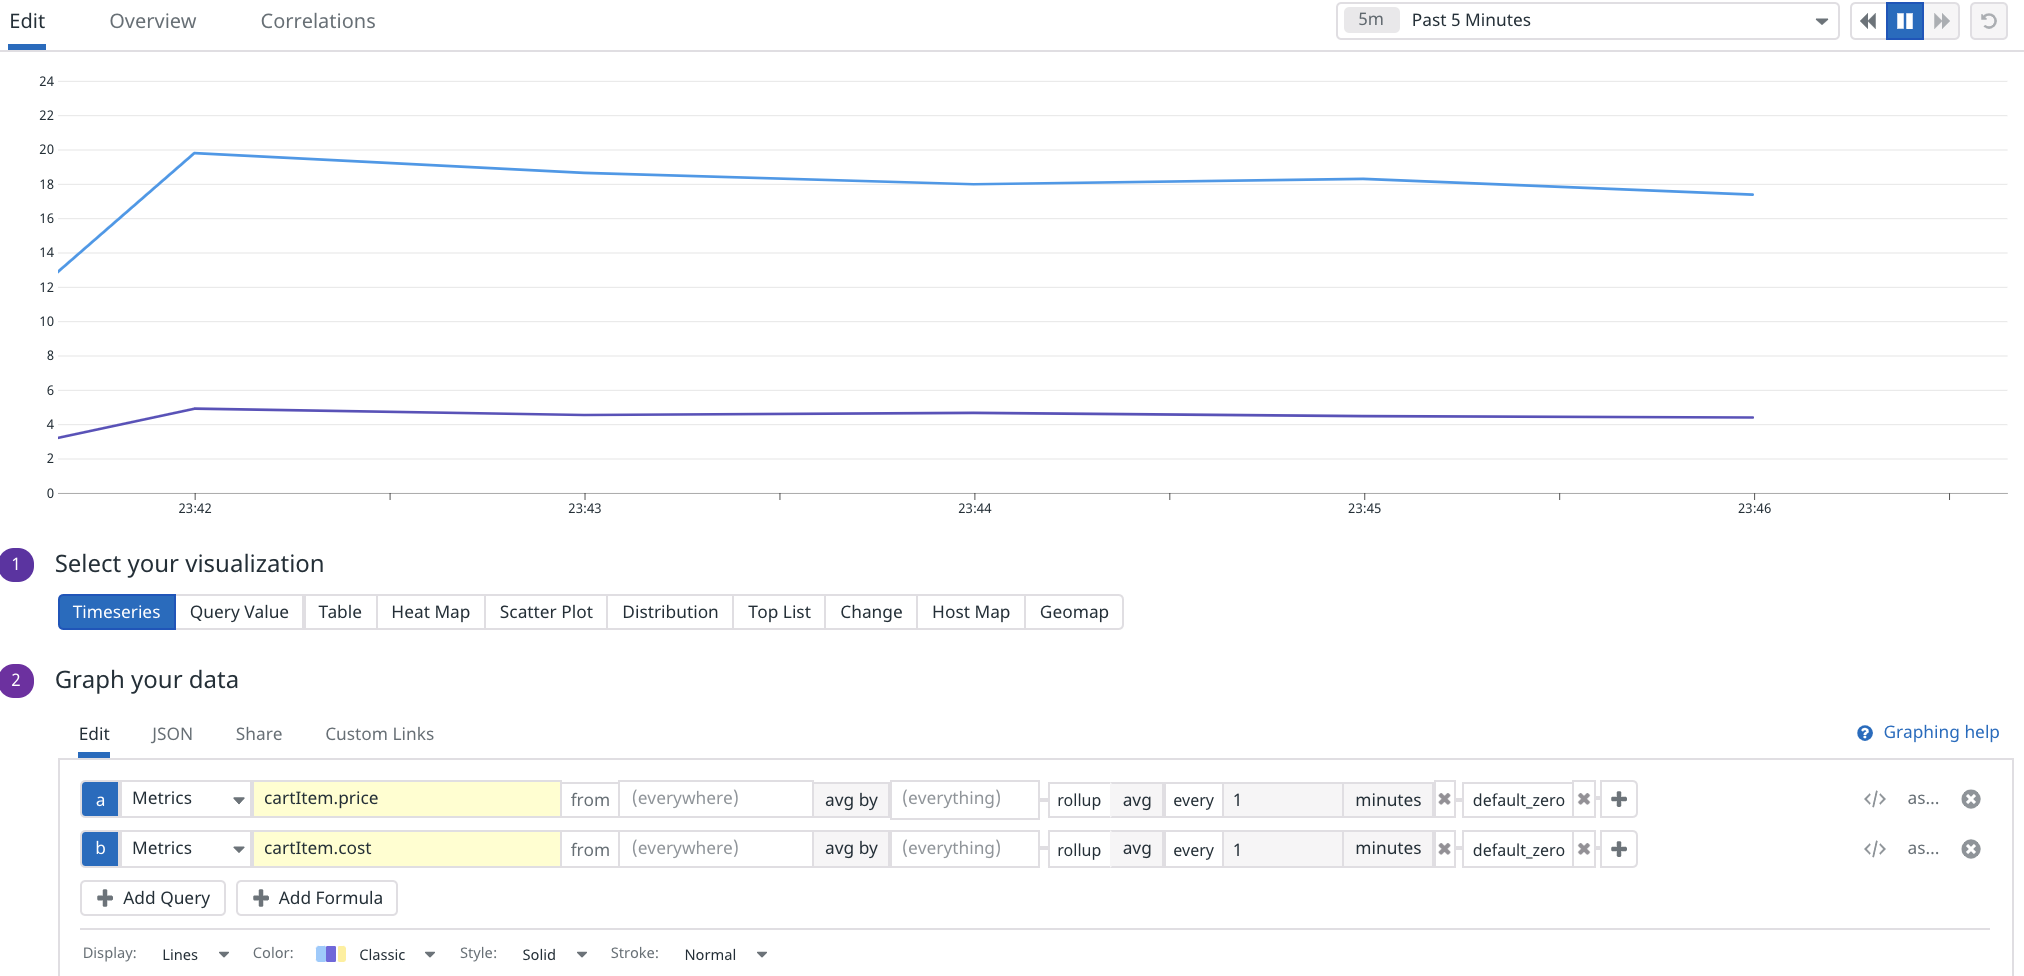 Edit Overview Correlations 5m Past 5 Minutes
24
22
20
18
16
14
12
10
8
6
4
2
0
23:42 23:43 23:44 23:45 23:46
1 Select your visualization
Timeseries Query Value Table Heat Map Scatter Plot Distribution Top List Change Host Map Geomap
2 Graph your data
Edit JSON Share Custom Links Graphing help
a Metrics cartItem.price from (everywhere) avg by (everything) rollup avg every 1 minutes default_zero </> as...
b Metrics cartItem.cost from (everywhere) avg by (everything) rollup avg every 1 minutes default_zero </> as...
Add Query Add Formula
Display: Lines Color: Classic Style: Solid Stroke: Normal